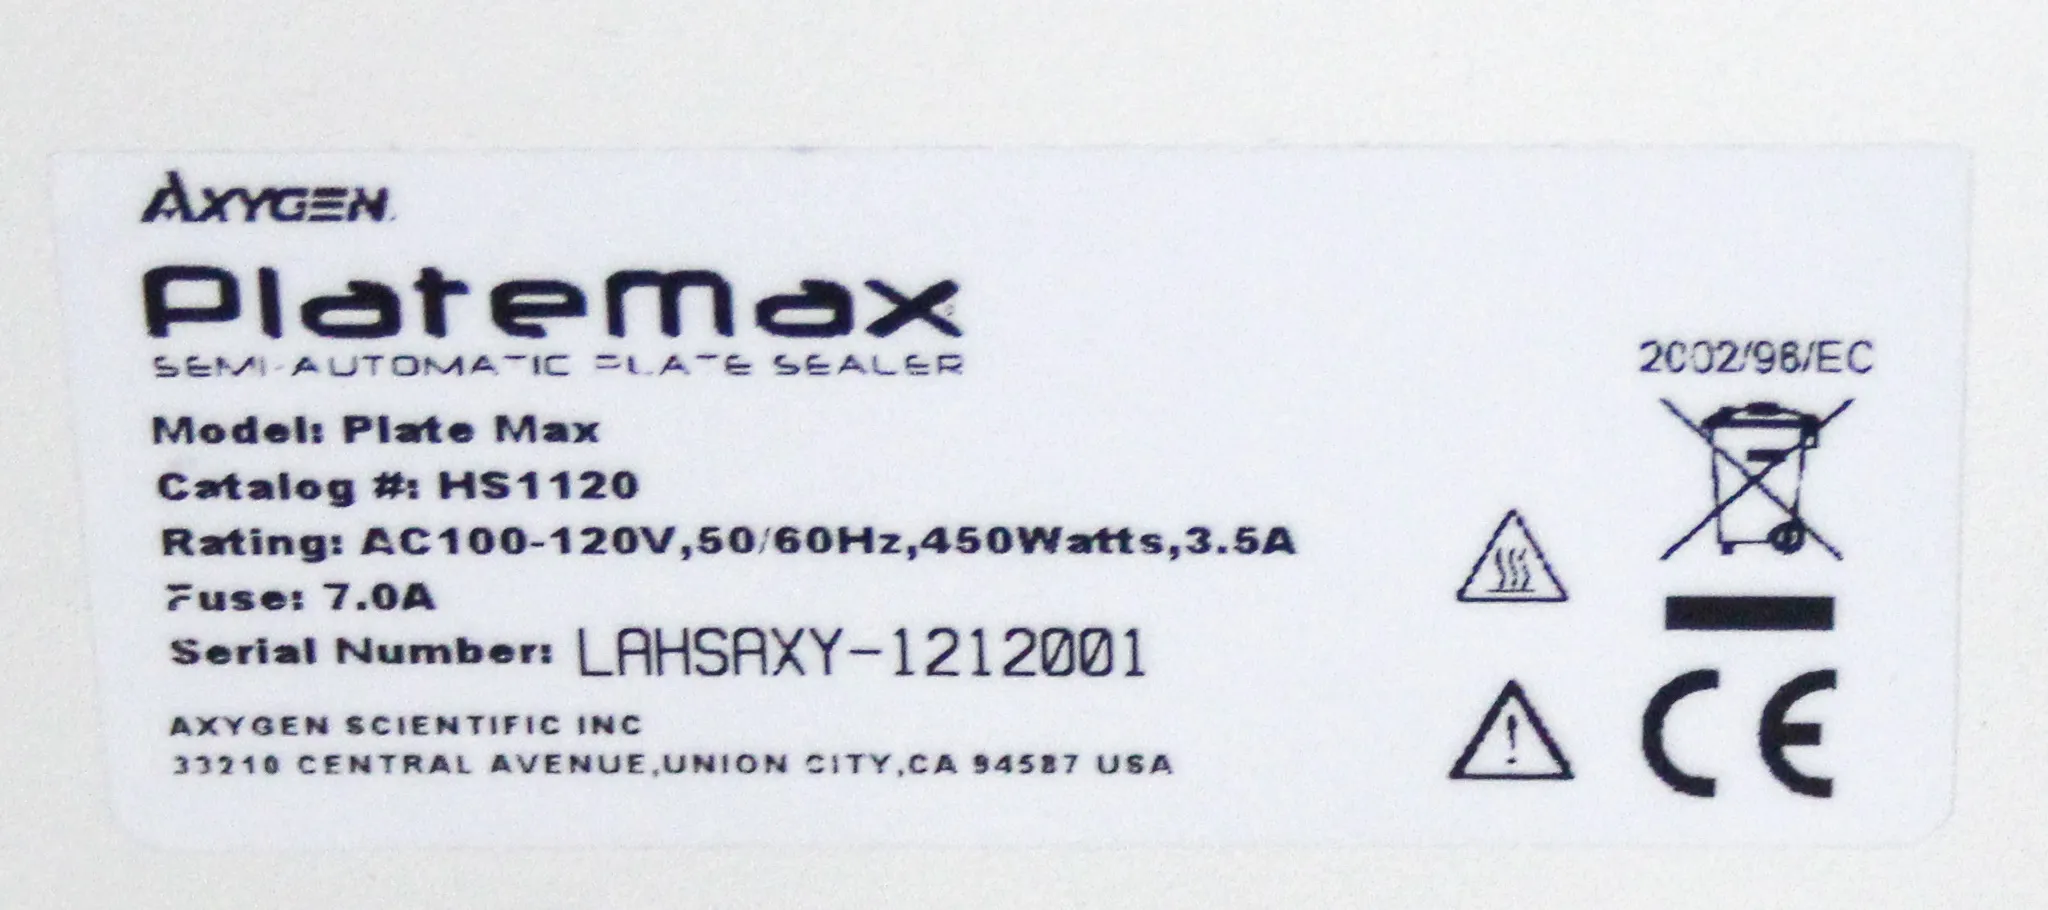 AXYGEN
PlateMax
SEMI-AUTOMATIC PLATE SEALER
Model: Plate Max
Catalog #: HS1120
Rating: AC100-120V,50/60Hz,450Watts,3.5A
Fuse: 7.0A
Serial Number: LAHSAXY-1212001
AXYGEN SCIENTIFIC INC
33210 CENTRAL AVENUE,UNION CITY,CA 94587 USA
2002/96/EC
CE